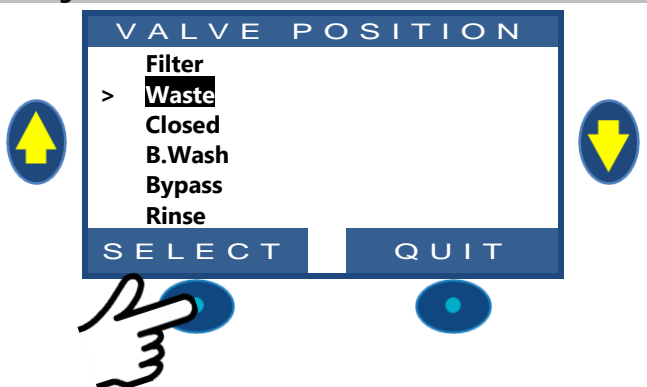 VALVE POSITION
Filter
> Waste
Closed
B.Wash
Bypass
Rinse
SELECT QUIT